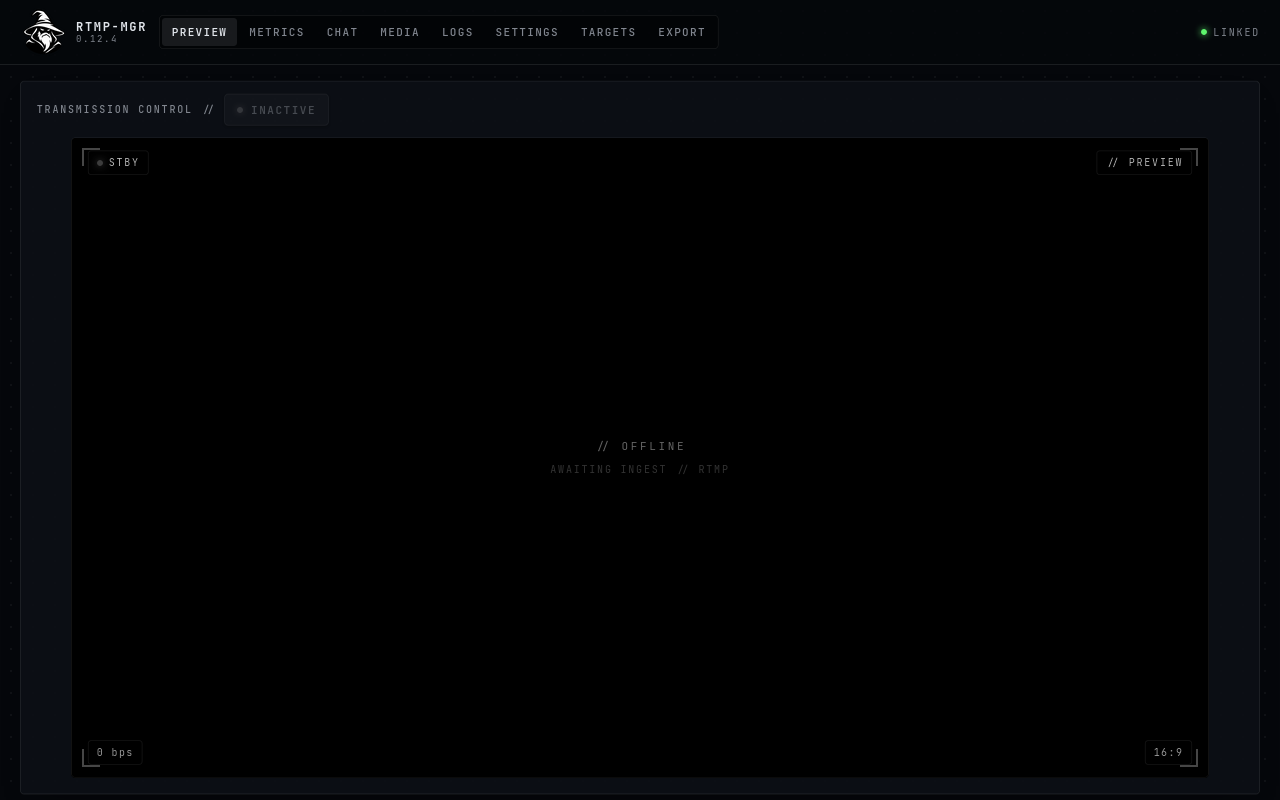 RTMP-MGR
0.12.4
PREVIEW METRICS CHAT MEDIA LOGS SETTINGS TARGETS EXPORT
LINKED
TRANSMISSION CONTROL //
INACTIVE
STBY
// PREVIEW
// OFFLINE
AWAITING INGEST // RTMP
0 bps
16:9